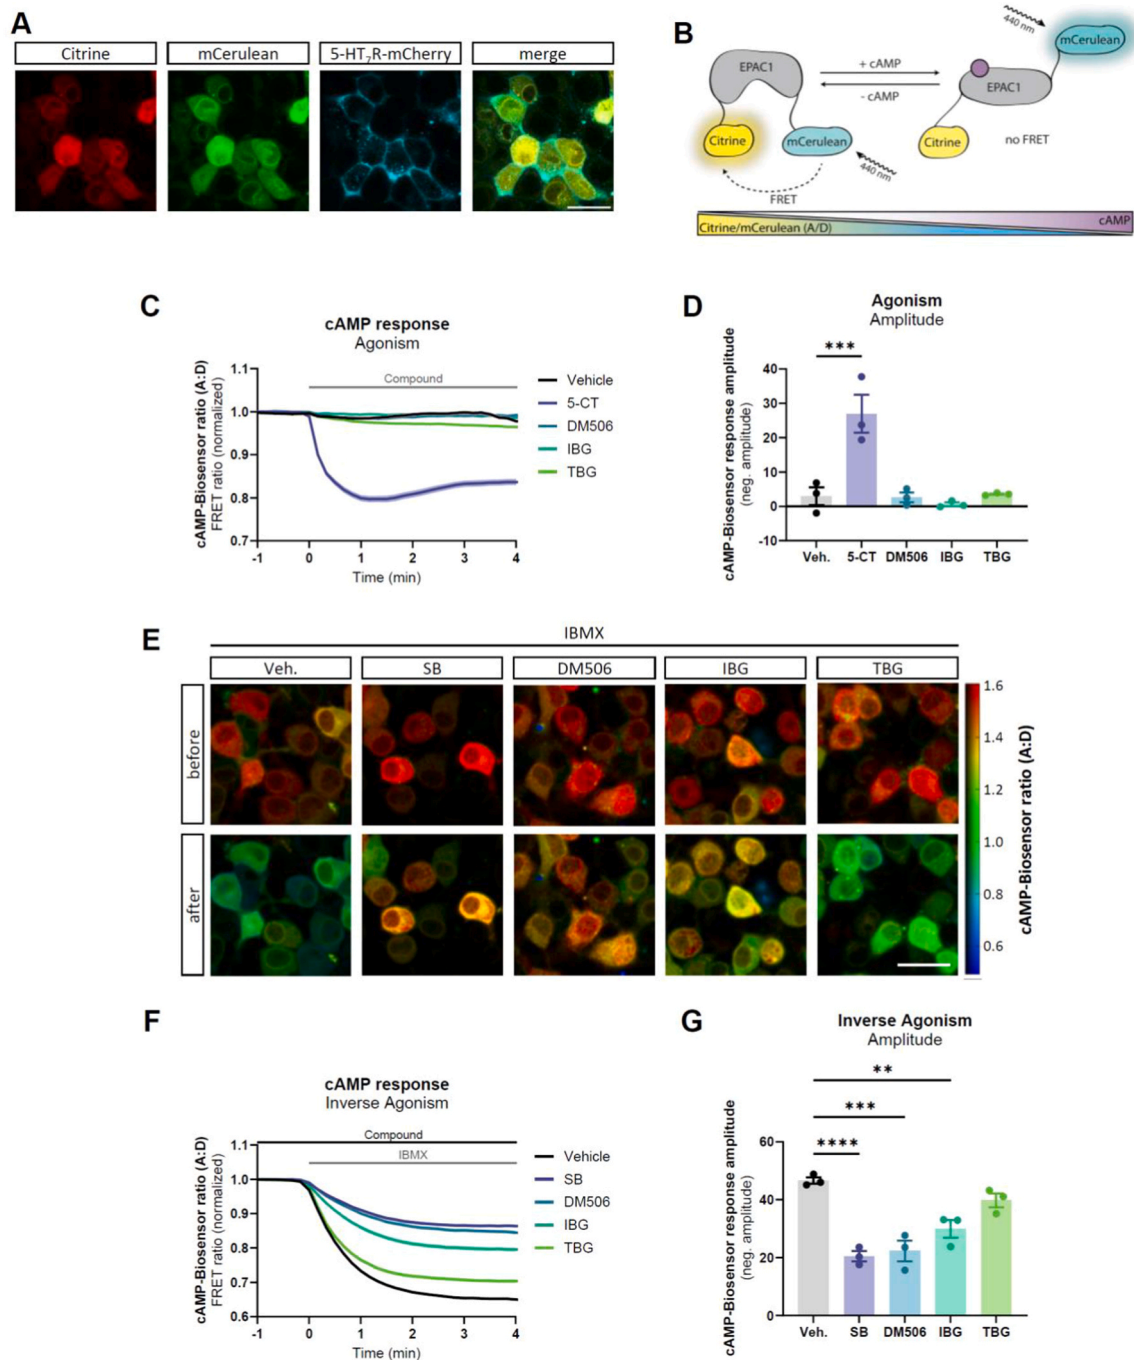 A
Citrine
mCerulean
5-HT₇R-mCherry
merge
B
440 nm
mCerulean
EPAC1
+ cAMP
- cAMP
EPAC1
Citrine
mCerulean
Citrine
no FRET
440 nm
FRET
cAMP
Citrine/mCerulean (A/D)
C
cAMP response
Agonism
cAMP-Biosensor ratio (A:D)
FRET ratio (normalized)
1.1
1.0
0.9
0.8
0.7
Compound
-1 0 1 2 3 4
Time (min)
Vehicle
5-CT
DM506
IBG
TBG
D
Agonism
Amplitude
***
cAMP-Biosensor response amplitude
(neg. amplitude)
40
30
20
10
0
-10
Veh. 5-CT DM506 IBG TBG
E
IBMX
Veh.
SB
DM506
IBG
TBG
before
after
1.6
1.4
1.2
1.0
0.8
0.6
cAMP-Biosensor ratio (A:D)
F
cAMP response
Inverse Agonism
cAMP-Biosensor ratio (A:D)
FRET ratio (normalized)
1.1
1.0
0.9
0.8
0.7
0.6
Compound
IBMX
-1 0 1 2 3 4
Time (min)
Vehicle
SB
DM506
IBG
TBG
G
Inverse Agonism
Amplitude
**
***
****
cAMP-Biosensor response amplitude
(neg. amplitude)
60
40
20
0
Veh. SB DM506 IBG TBG